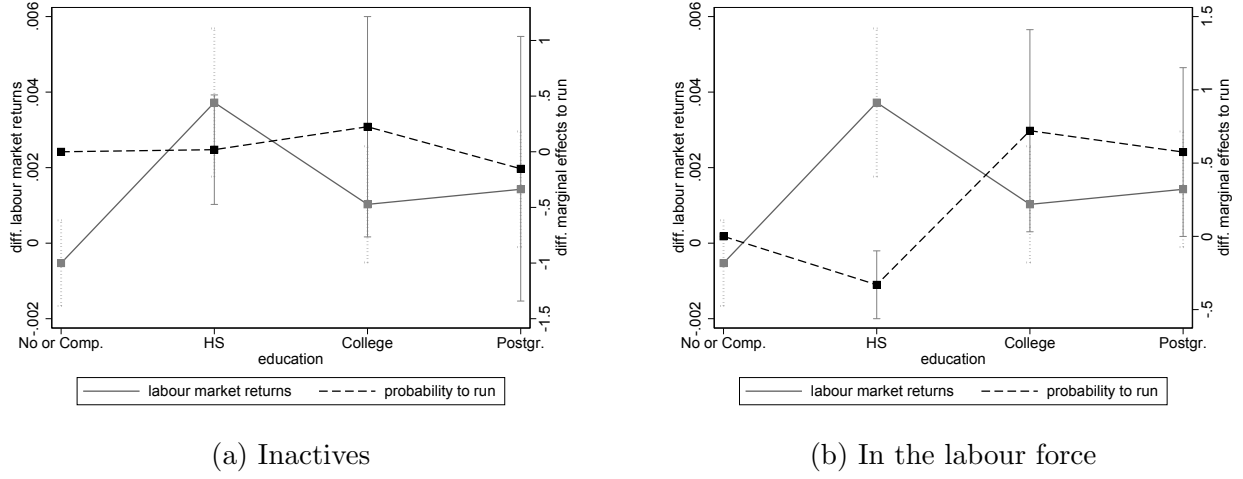 diff. labour market returns
.006
.004
.002
0
-.002
1
.5
0
-.5
-1
-1.5
diff. marginal effects to run
No or Comp. HS College Postgr.
education
labour market returns probability to run
(a) Inactives
diff. labour market returns
.006
.004
.002
0
-.002
1.5
1
.5
0
-.5
diff. marginal effects to run
No or Comp. HS College Postgr.
education
labour market returns probability to run
(b) In the labour force